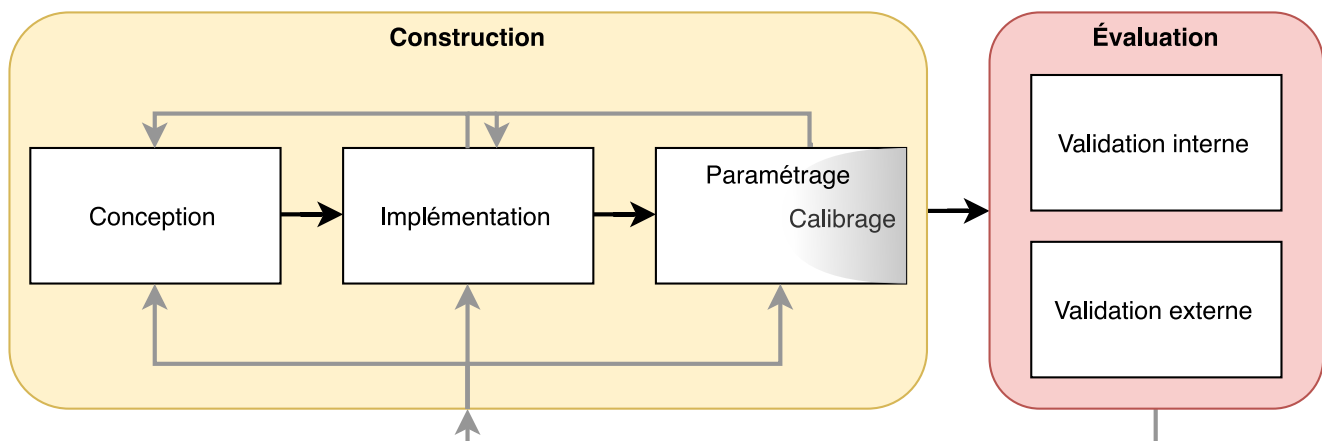 Construction
Conception
Implémentation
Paramétrage
Calibrage
Évaluation
Validation interne
Validation externe